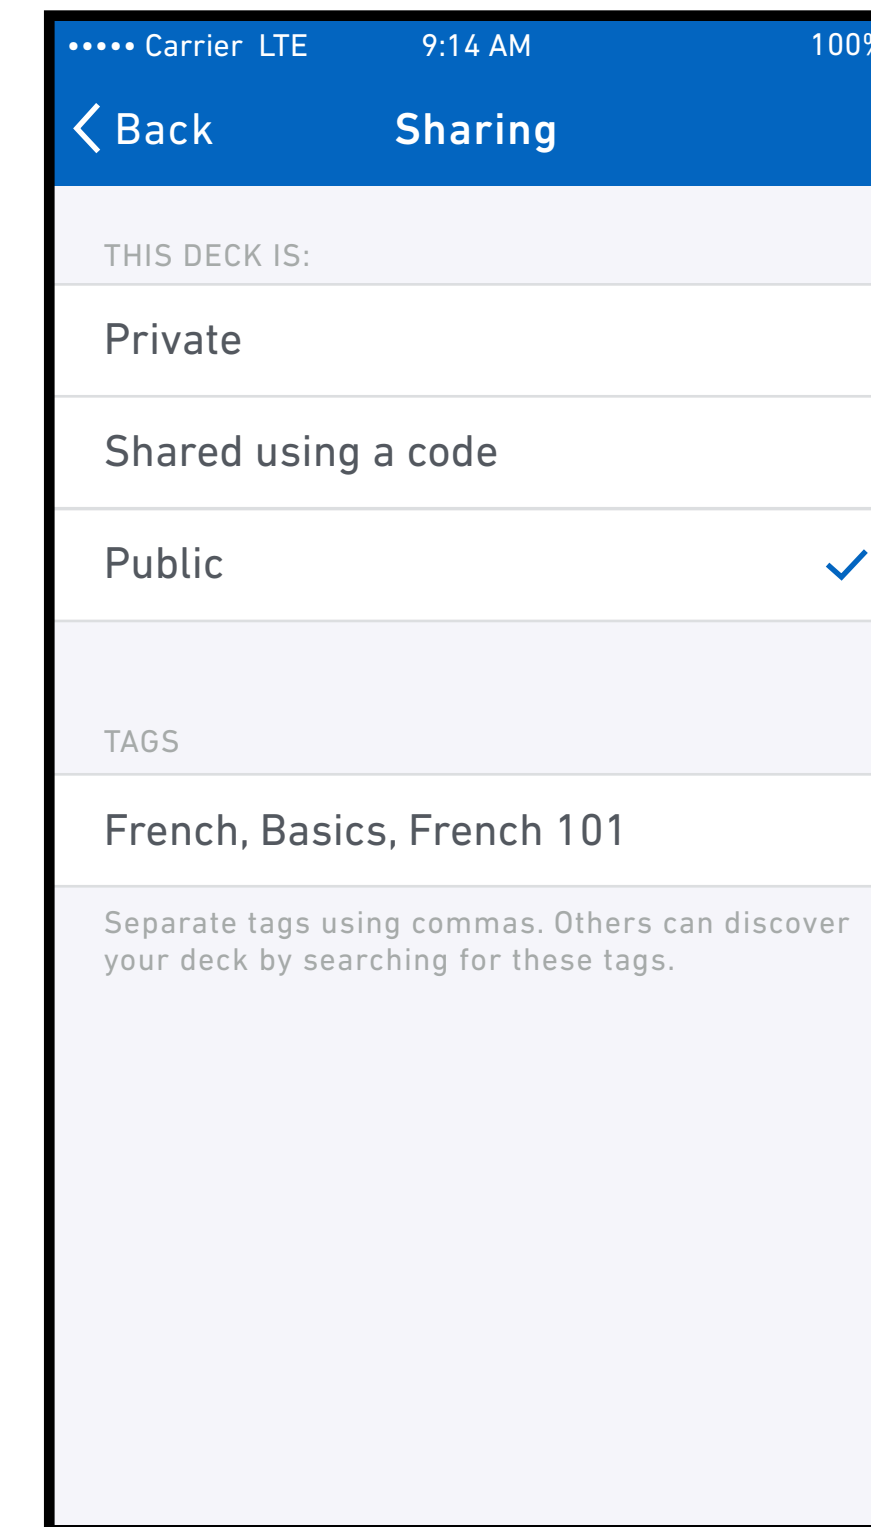 ••••• Carrier LTE 9:14 AM 100%
Back Sharing
THIS DECK IS:
Private
Shared using a code
Public
TAGS
French, Basics, French 101
Separate tags using commas. Others can discover
your deck by searching for these tags.